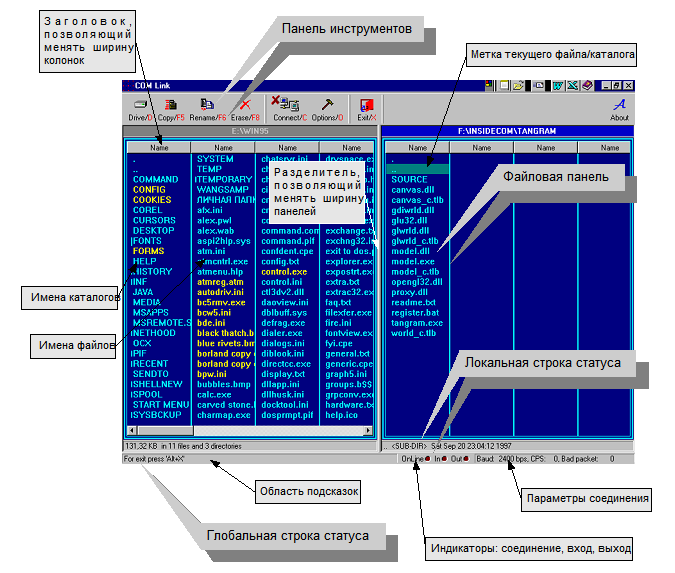 Заголовок,
позволяющий
менять ширину
колонок
Панель инструментов
Метка текущего файла/каталога
COM Link
Drive/D Copy/F5 Rename/F6 Erase/F8 Connect/C Options/O Exit/X About
E:\WIN95
F:\INSIDECOM\TANGRAM
Name Name Name Name
Name Name Name Name
.
..
COMMAND
CONFIG
COOKIES
COREL
CURSORS
DESKTOP
FONTS
FORMS
HELP
HISTORY
INF
JAVA
MEDIA
MSAPPS
MSREMOTE.S
NETHOOD
OCX
PIF
RECENT
SENDTO
SHELLNEW
SPOOL
START MENU
SYSBCKUP
SYSTEM
TEMP
TEMPORARY
WANGSAMP
ЛИЧНАЯ ПАП
afx.ini
alex.pwl
alex.wab
aspi2hlp.sys
atm.ini
atmcntrl.exe
atmenu.hlp
atmreg.atm
autodrig.ini
bc5rmv.exe
bcw5.ini
bde.ini
black thatch.b
blue rivets.bm
borland copy
borland copy
bpw.ini
bubbles.bmp
calc.exe
carved stone.
charmap.exe
chatsrvr.ini
command.com
command.pif
confdent.cpe
config.txt
control.exe
control.ini
ctl3dv2.dll
daoview.ini
dblbuff.sys
defrag.exe
dialer.exe
dialogs.ini
diblook.ini
directcc.exe
display.txt
dllapp.ini
dllhusk.ini
docktool.ini
dosprmpt.pif
dryspace.ex
exchange.t
exchng32.i
exit to dos.
explorer.ex
expostrt.ex
extra.txt
extrac32.ex
faq.txt
filexfer.exe
fire.ini
fontview.ex
fyi.cpe
general.txt
generic.cpe
graph5.ini
groups.b$$
grpconv.exe
hardware.t
help.ico
Разделитель,
позволяющий
менять ширину
панелей
.
..
SOURCE
canvas.dll
canvas_c.tlb
gdiwrld.dll
glu32.dll
glwrld.dll
glwrld_c.tlb
model.dll
model.exe
model_c.tlb
opengl32.dll
proxy.dll
readme.txt
register.bat
tangram.exe
world_c.tlb
Файловая панель
Имена каталогов
Имена файлов
Локальная строка статуса
131,32 KB in 11 files and 3 directories
.. <SUB-DIR> Sat Sep 20 23:04:12 1997
For exit press "Alt+X"
OnLine In Out Baud: 2400 bps, CPS: 0, Bad packet: 0
Область подсказок
Параметры соединения
Глобальная строка статуса
Индикаторы: соединение, вход, выход